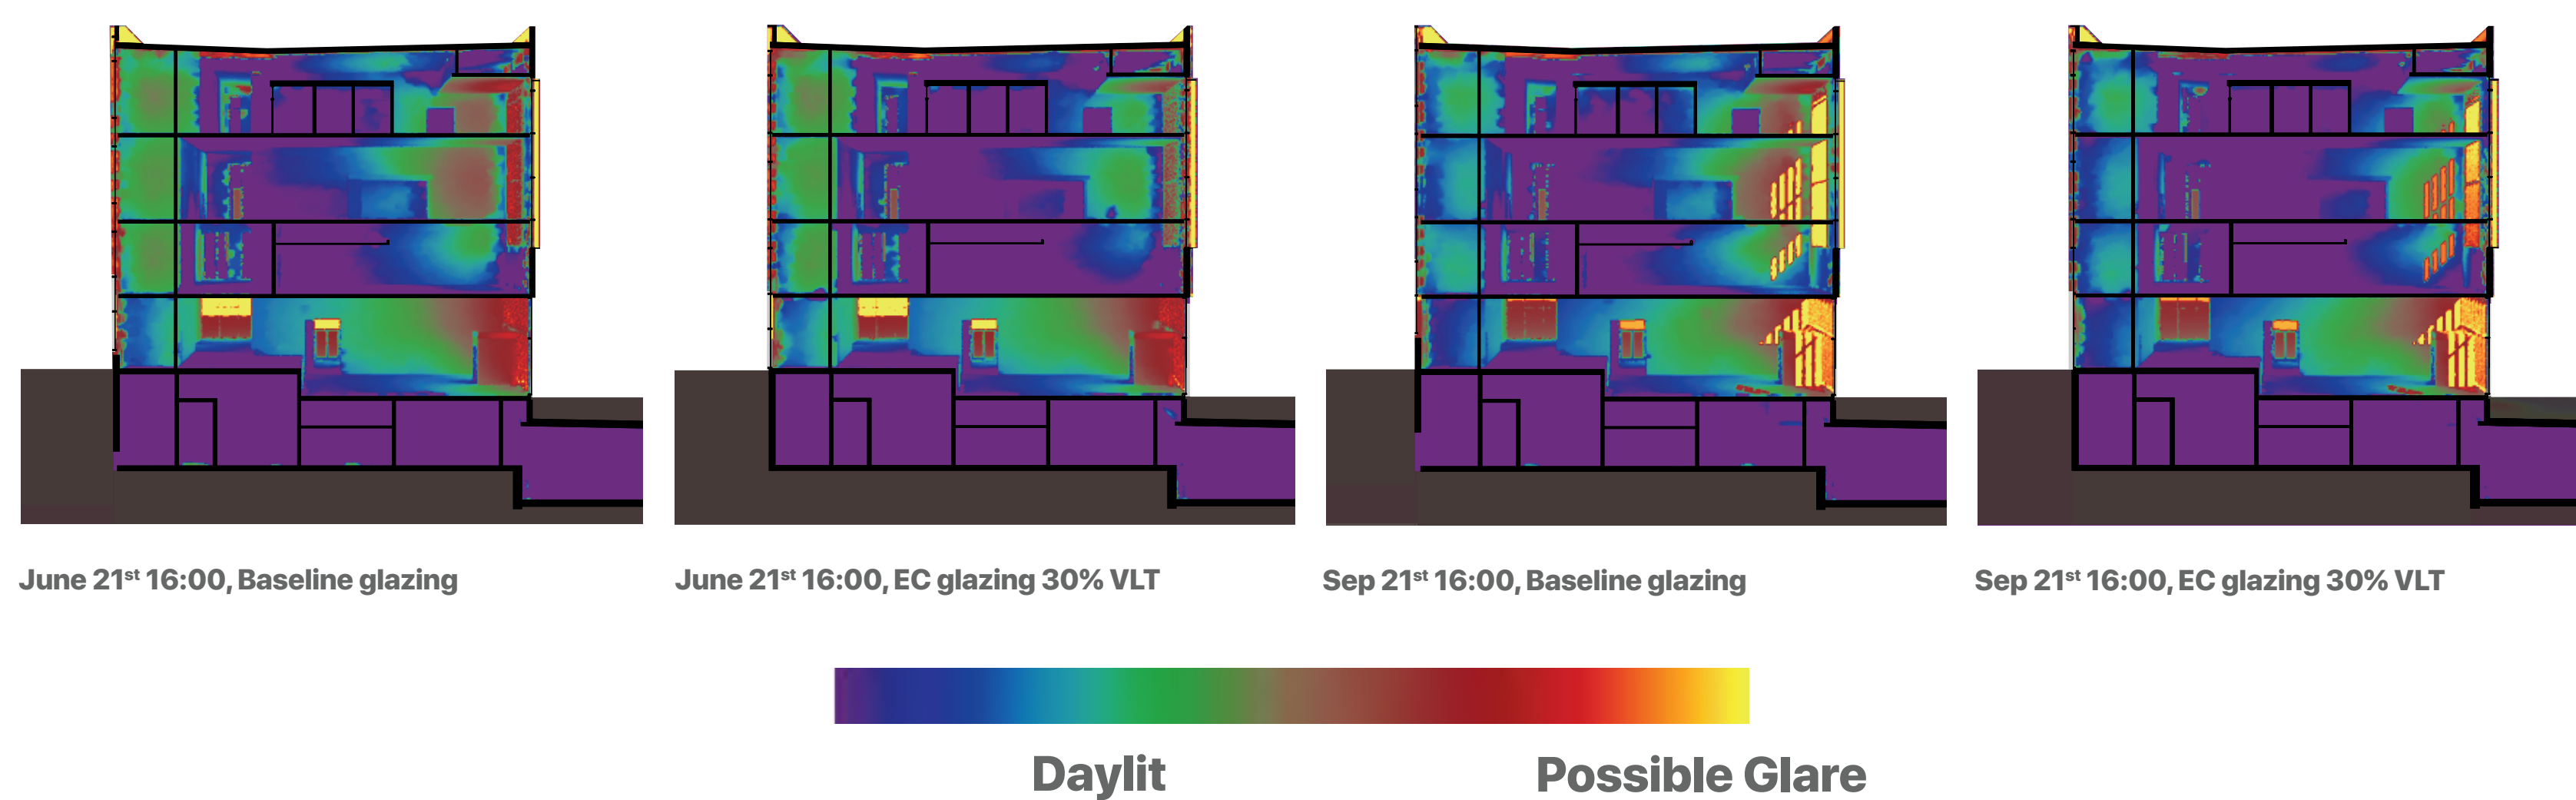 June 21st 16:00, Baseline glazing
June 21st 16:00, EC glazing 30% VLT
Sep 21st 16:00, Baseline glazing
Sep 21st 16:00, EC glazing 30% VLT
Daylit
Possible Glare